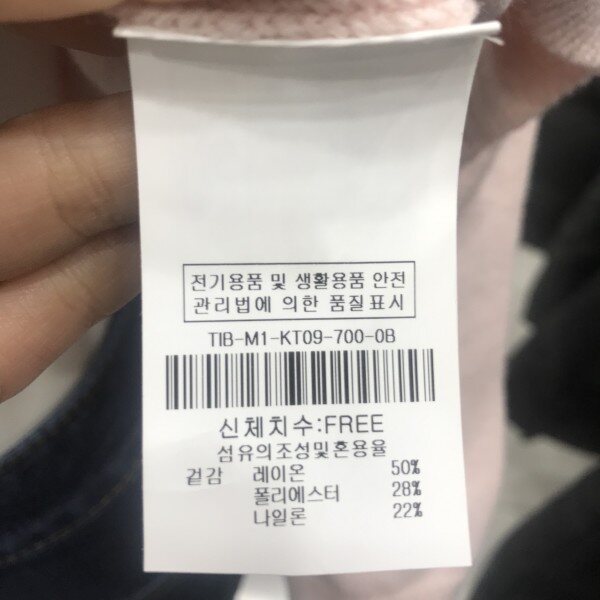 전기용품 및 생활용품 안전
관리법에 의한 품질표시
TIB-M1-KT09-700-0B
신체치수:FREE
섬유의조성및혼용율
겉감 레이온 50%
폴리에스터 28%
나일론 22%